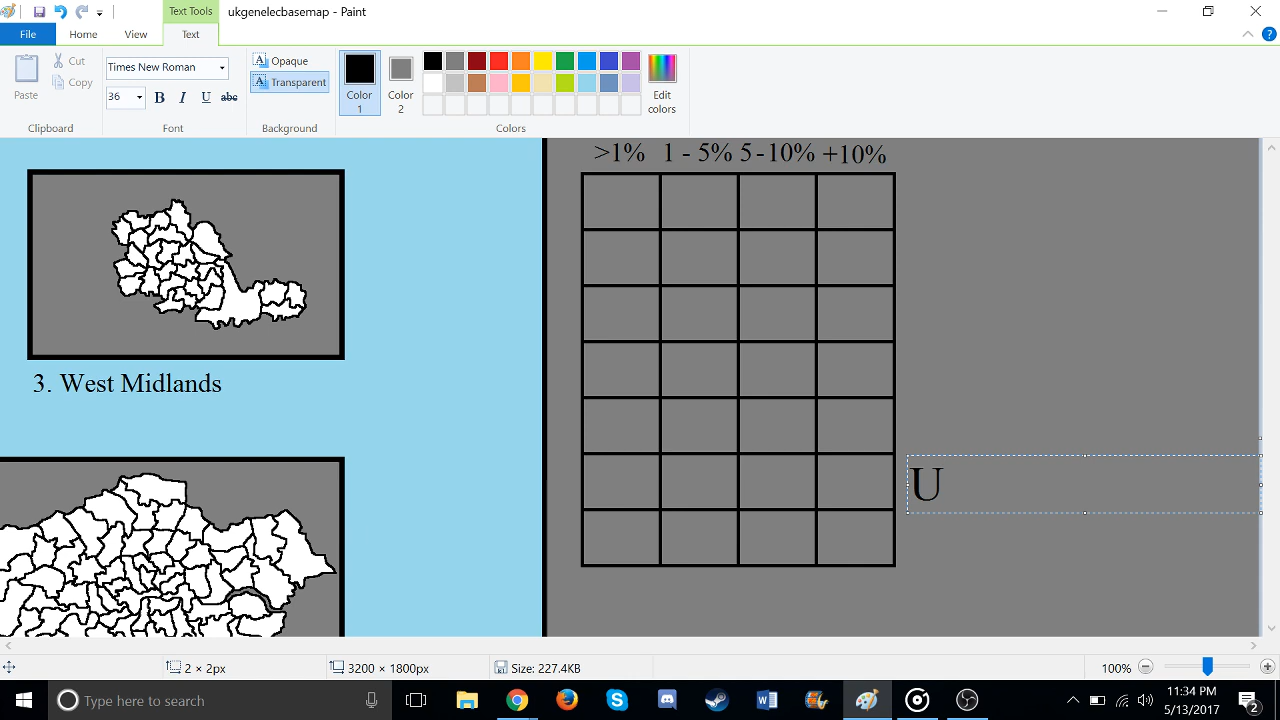 Text Tools
ukgenelecbasemap - Paint
File
Home
View
Text
Paste
Cut
Copy
Clipboard
Times New Roman
36
B I U abc
Font
Opaque
Transparent
Background
Color 1
Color 2
Edit colors
Colors
>1% 1 - 5% 5 -10% +10%
3. West Midlands
U
2 × 2px
3200 × 1800px
Size: 227.4KB
100%
Type here to search
11:34 PM
5/13/2017
2